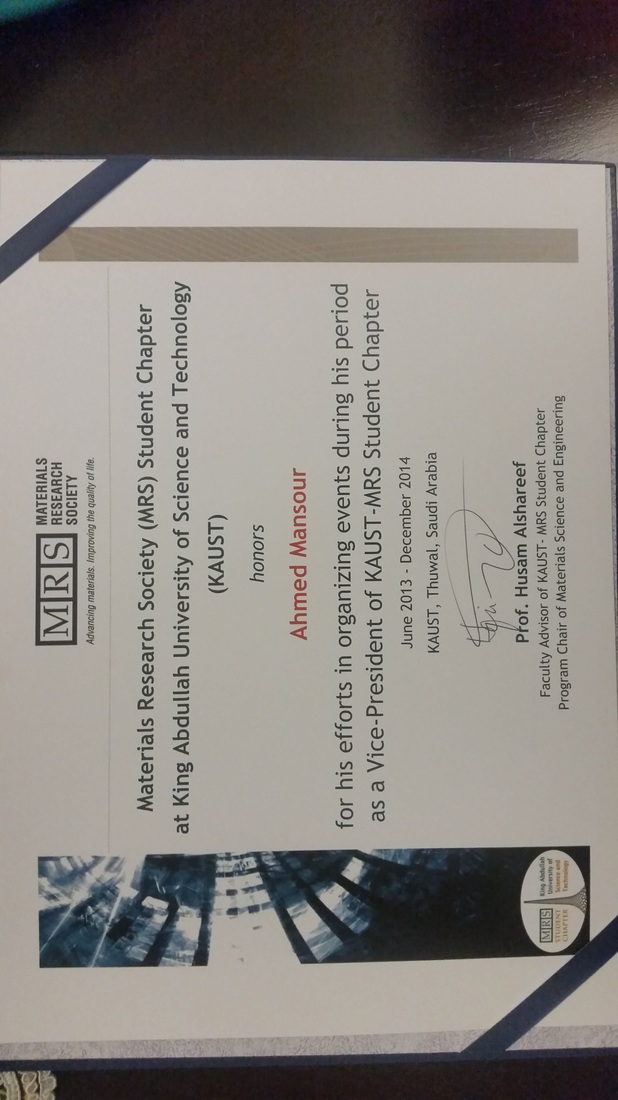 MRS MATERIALS
RESEARCH
SOCIETY
Advancing materials. Improving the quality of life.
Materials Research Society (MRS) Student Chapter
at King Abdullah University of Science and Technology
(KAUST)
honors
Ahmed Mansour
for his efforts in organizing events during his period
as a Vice-President of KAUST-MRS Student Chapter
June 2013 - December 2014
KAUST, Thuwal, Saudi Arabia
Prof. Husam Alshareef
Faculty Advisor of KAUST- MRS Student Chapter
Program Chair of Materials Science and Engineering
MRS
STUDENT
CHAPTER
King Abdullah
University of
Science and
Technology